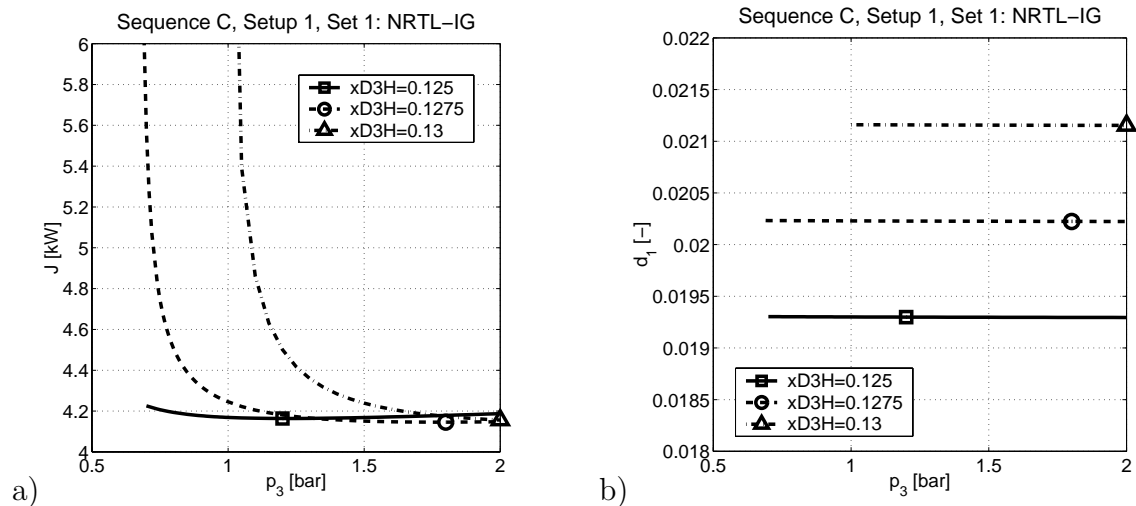 Sequence C, Setup 1, Set 1: NRTL−IG
6
5.8
5.6
5.4
5.2
5
4.8
4.6
4.4
4.2
4
J [kW]
xD3H=0.125
xD3H=0.1275
xD3H=0.13
0.5
1
1.5
2
p3 [bar]
a)
Sequence C, Setup 1, Set 1: NRTL−IG
0.022
0.0215
0.021
0.0205
0.02
0.0195
0.019
0.0185
0.018
d1 [−]
xD3H=0.125
xD3H=0.1275
xD3H=0.13
0.5
1
1.5
2
p3 [bar]
b)